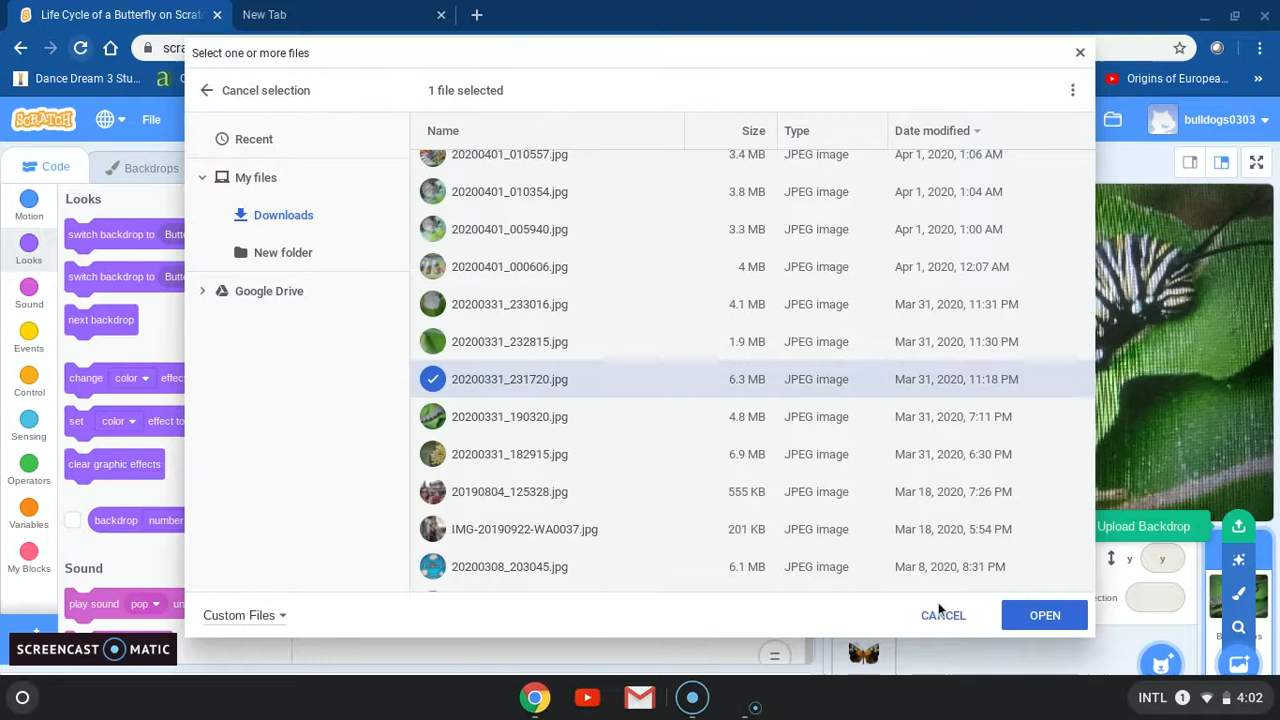 Life Cycle of a Butterfly on Scrat
New Tab
scra
Dance Dream 3 Stu...
Origins of European...
Select one or more files
Cancel selection
1 file selected
Name
Size
Type
Date modified
Recent
My files
Downloads
New folder
Google Drive
20200401_010557.jpg 3.4 MB JPEG image Apr 1, 2020, 1:06 AM
20200401_010354.jpg 3.8 MB JPEG image Apr 1, 2020, 1:04 AM
20200401_005940.jpg 3.3 MB JPEG image Apr 1, 2020, 1:00 AM
20200401_000606.jpg 4 MB JPEG image Apr 1, 2020, 12:07 AM
20200331_233016.jpg 4.1 MB JPEG image Mar 31, 2020, 11:31 PM
20200331_232815.jpg 1.9 MB JPEG image Mar 31, 2020, 11:30 PM
20200331_231720.jpg 6.3 MB JPEG image Mar 31, 2020, 11:18 PM
20200331_190320.jpg 4.8 MB JPEG image Mar 31, 2020, 7:11 PM
20200331_182915.jpg 6.9 MB JPEG image Mar 31, 2020, 6:30 PM
20190804_125328.jpg 555 KB JPEG image Mar 18, 2020, 7:26 PM
IMG-20190922-WA0037.jpg 201 KB JPEG image Mar 18, 2020, 5:54 PM
20200308_203045.jpg 6.1 MB JPEG image Mar 8, 2020, 8:31 PM
Custom Files
CANCEL
OPEN
SCRATCH
File
bulldogs0303
Code
Backdrops
Motion
Looks
Sound
Events
Control
Sensing
Operators
Variables
My Blocks
Looks
switch backdrop to Butt
switch backdrop to Butt
next backdrop
change color effec
set color effect to
clear graphic effects
backdrop number
Sound
play sound pop un
Upload Backdrop
y y
ection
SCREENCAST MATIC
INTL 1 4:02